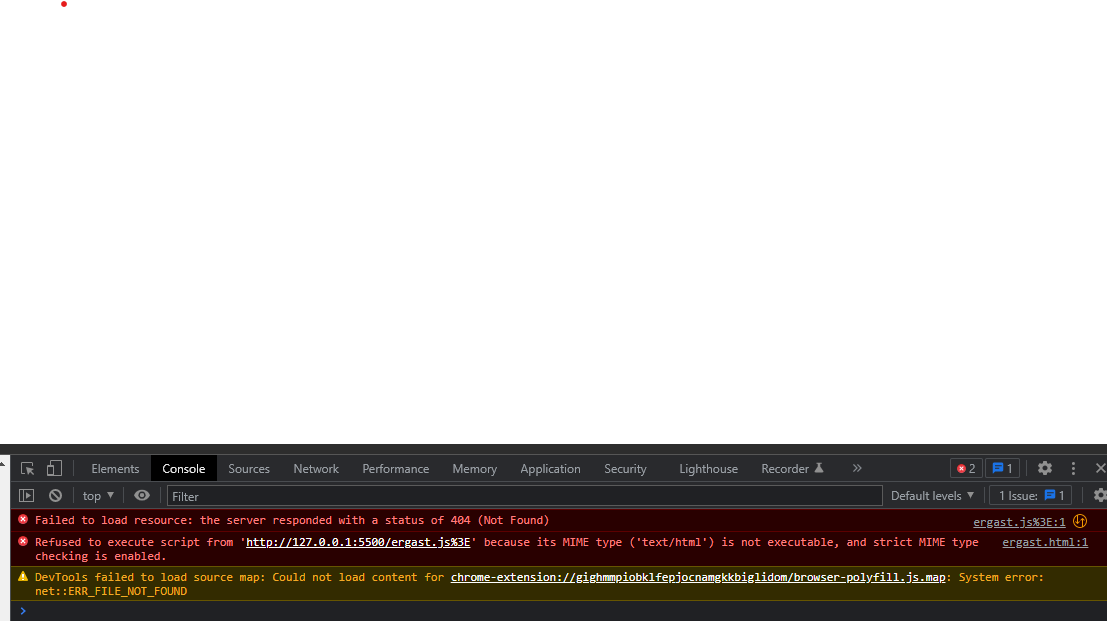 Elements Console Sources Network Performance Memory Application Security Lighthouse Recorder 2 1
top Filter Default levels 1 Issue: 1
Failed to load resource: the server responded with a status of 404 (Not Found) ergast.js%3E:1
Refused to execute script from 'http://127.0.0.1:5500/ergast.js%3E' because its MIME type ('text/html') is not executable, and strict MIME type ergast.html:1
checking is enabled.
DevTools failed to load source map: Could not load content for chrome-extension://gighmmpiobklfepjocnamgkkbiglidom/browser-polyfill.js.map: System error:
net::ERR_FILE_NOT_FOUND